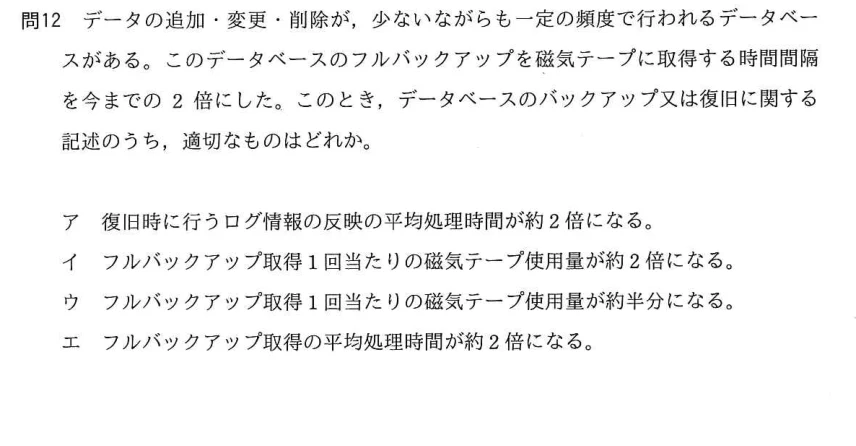 問12 データの追加・変更・削除が，少ないながらも一定の頻度で行われるデータベー
スがある。このデータベースのフルバックアップを磁気テープに取得する時間間隔
を今までの 2 倍にした。このとき，データベースのバックアップ又は復旧に関する
記述のうち，適切なものはどれか。
ア 復旧時に行うログ情報の反映の平均処理時間が約２倍になる。
イ フルバックアップ取得１回当たりの磁気テープ使用量が約２倍になる。
ウ フルバックアップ取得１回当たりの磁気テープ使用量が約半分になる。
エ フルバックアップ取得の平均処理時間が約２倍になる。